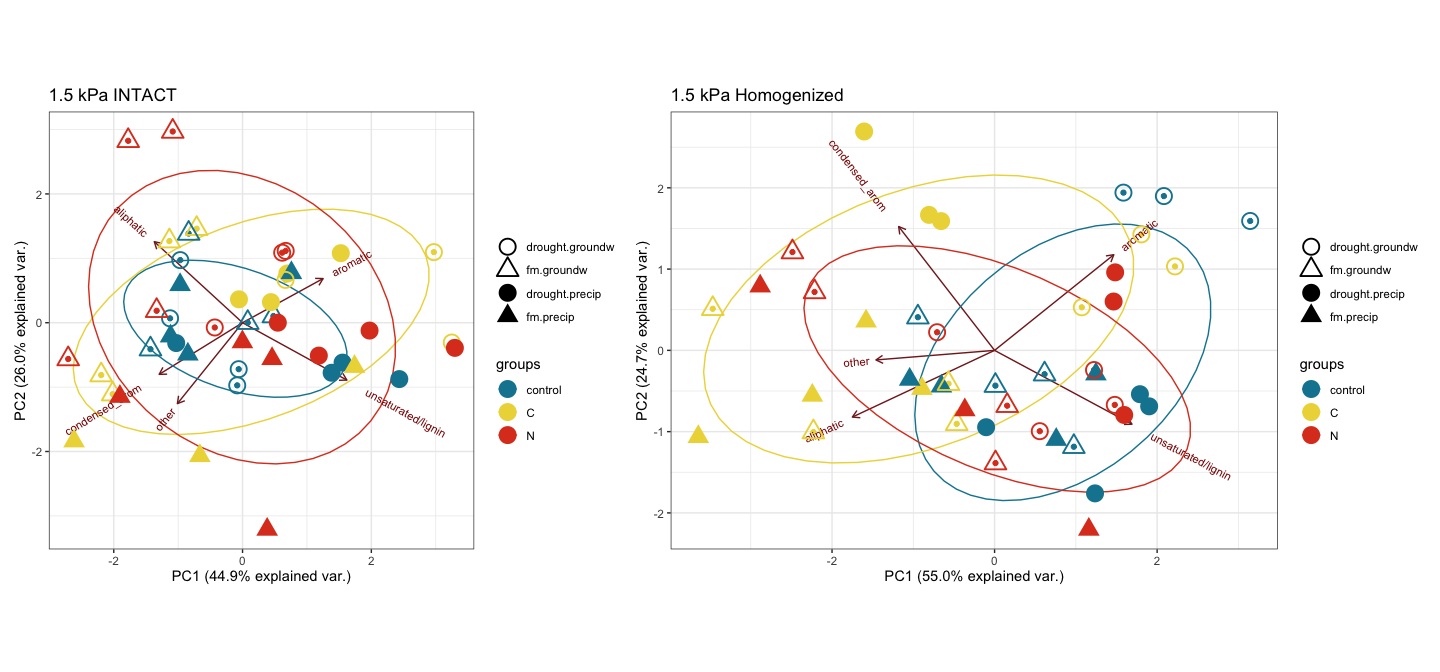 1.5 kPa INTACT
PC2 (26.0% explained var.)
2
0
-2
-2
0
2
PC1 (44.9% explained var.)
aliphatic
aromatic
condensed_arom
other
unsaturated/lignin
drought.groundw
fm.groundw
drought.precip
fm.precip
groups
control
C
N
1.5 kPa Homogenized
PC2 (24.7% explained var.)
2
1
0
-1
-2
-2
0
2
PC1 (55.0% explained var.)
condensed_arom
aromatic
other
aliphatic
unsaturated/lignin
drought.groundw
fm.groundw
drought.precip
fm.precip
groups
control
C
N